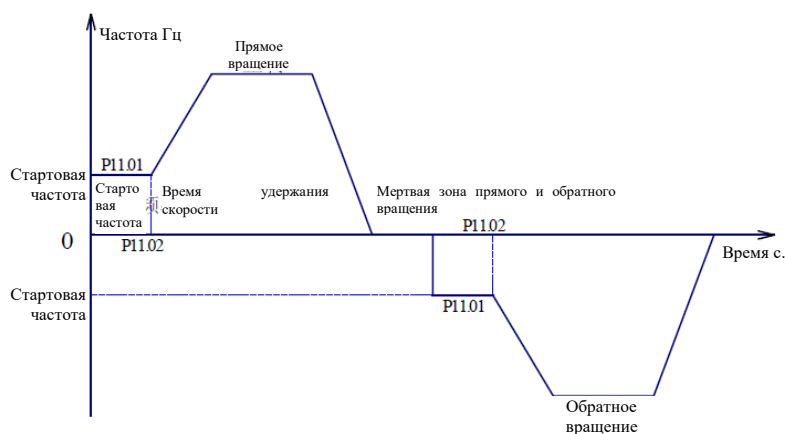 Частота Гц
Прямое
вращение
P11.01
Стартовая
частота
Старто
вая
частота
Время удержания
скорости
Мертвая зона прямого и обратного
вращения
0
P11.02
P11.02
Время с.
Стартовая
частота
P11.01
Обратное
вращение